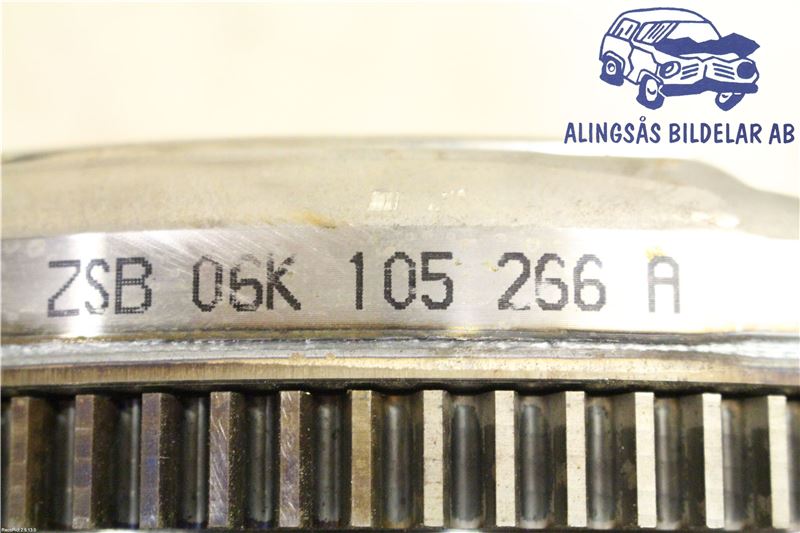 ALINGSÅS BILDELAR AB
ZSB 06K 105 266 A